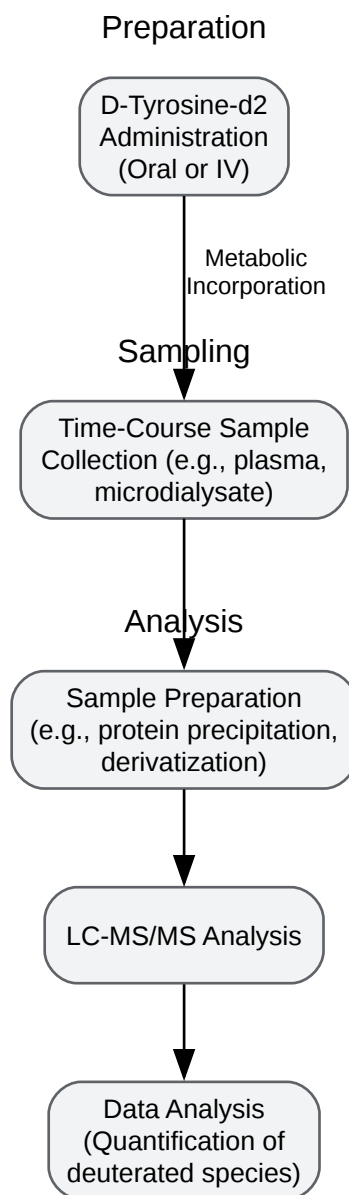 Preparation
D-Tyrosine-d2
Administration
(Oral or IV)
Metabolic
Incorporation
Sampling
Time-Course Sample
Collection (e.g., plasma,
microdialysate)
Analysis
Sample Preparation
(e.g., protein precipitation,
derivatization)
LC-MS/MS Analysis
Data Analysis
(Quantification of
deuterated species)